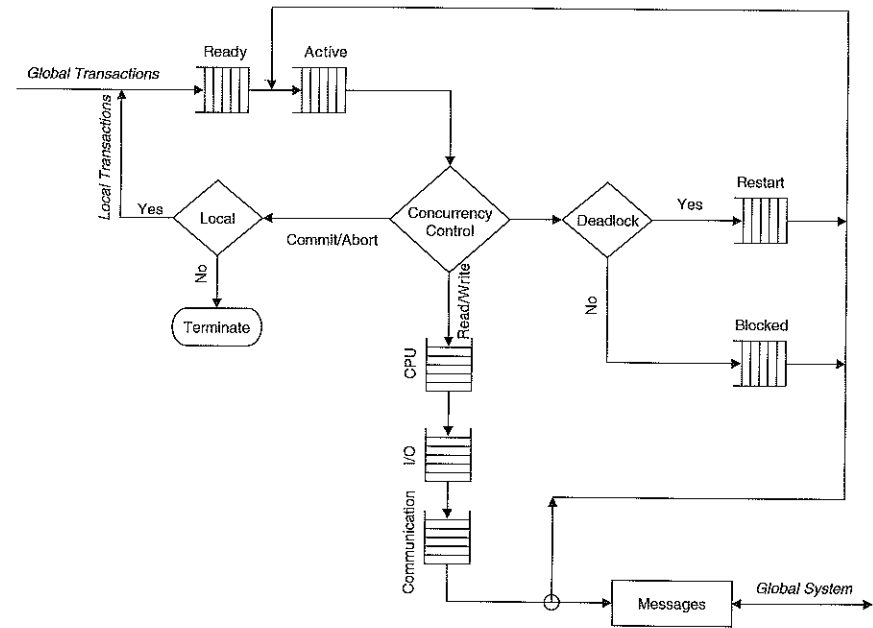 Ready
Active
Global Transactions
Local Transactions
Yes
Local
Commit/Abort
Concurrency
Control
Deadlock
Yes
Restart
No
Terminate
Read/Write
No
Blocked
CPU
I/O
Communication
Messages
Global System